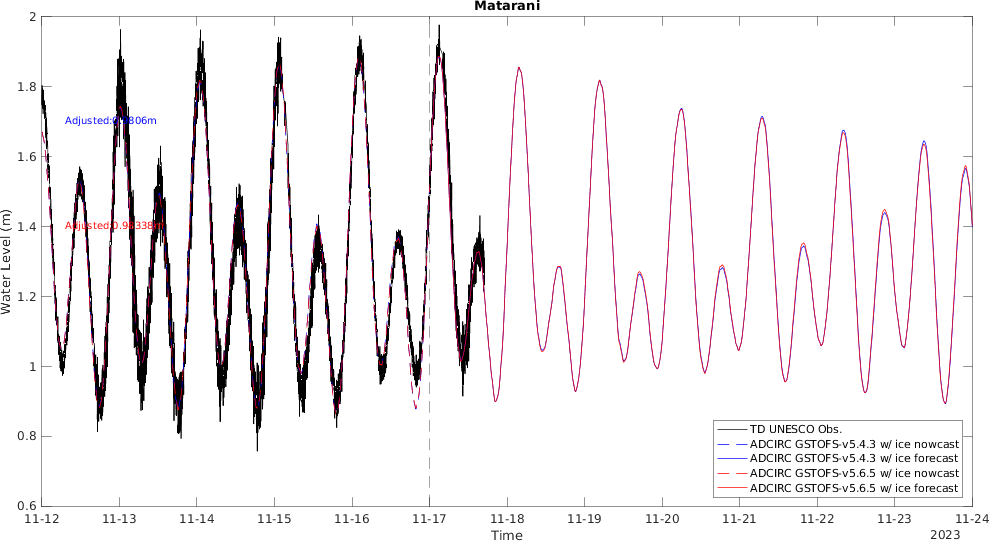 Matarani
2
1.8
1.6
1.4
1.2
1
0.8
0.6
Water Level (m)
11-12 11-13 11-14 11-15 11-16 11-17 11-18 11-19 11-20 11-21 11-22 11-23 11-24
Time
2023
TD UNESCO Obs.
ADCIRC GSTOFS-v5.4.3 w/ ice nowcast
ADCIRC GSTOFS-v5.4.3 w/ ice forecast
ADCIRC GSTOFS-v5.6.5 w/ ice nowcast
ADCIRC GSTOFS-v5.6.5 w/ ice forecast